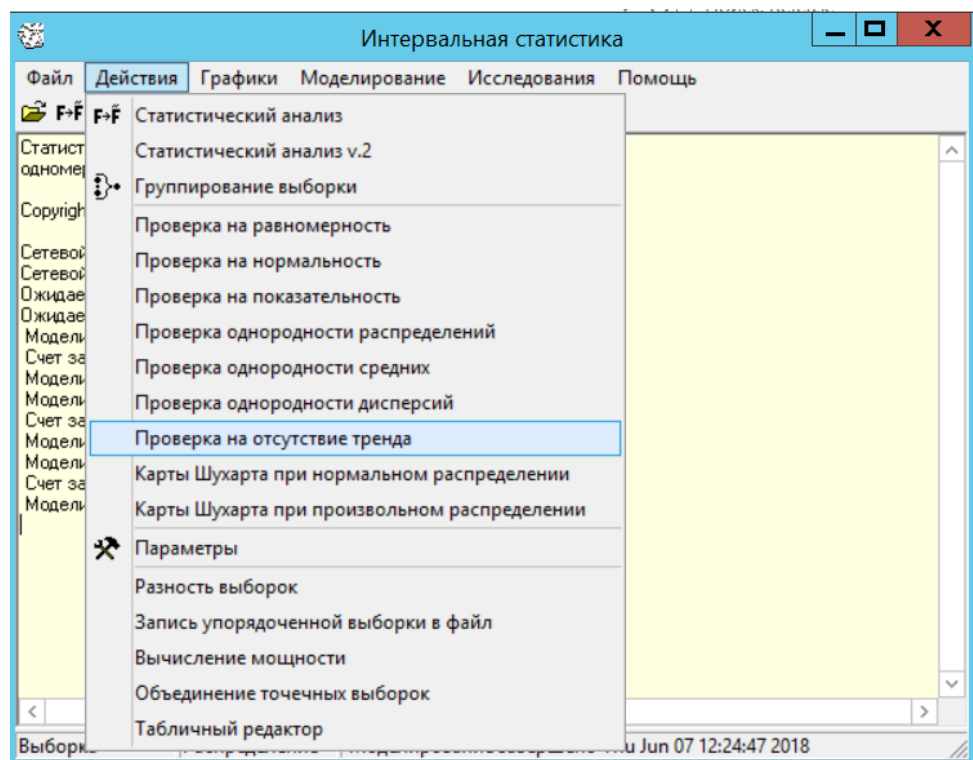 Интервальная статистика
Файл Действия Графики Моделирование Исследования Помощь
F→F̃ F→F̃ Статистический анализ
Статистический анализ v.2
Группирование выборки
Проверка на равномерность
Проверка на нормальность
Проверка на показательность
Проверка однородности распределений
Проверка однородности средних
Проверка однородности дисперсий
Проверка на отсутствие тренда
Карты Шухарта при нормальном распределении
Карты Шухарта при произвольном распределении
Параметры
Разность выборок
Запись упорядоченной выборки в файл
Вычисление мощности
Объединение точечных выборок
Табличный редактор
Статист
одномер
Copyrigh
Сетевой
Сетевой
Ожидае
Ожидае
Модели
Счет за
Модели
Модели
Счет за
Модели
Модели
Счет за
Модели
Jun 07 12:24:47 2018